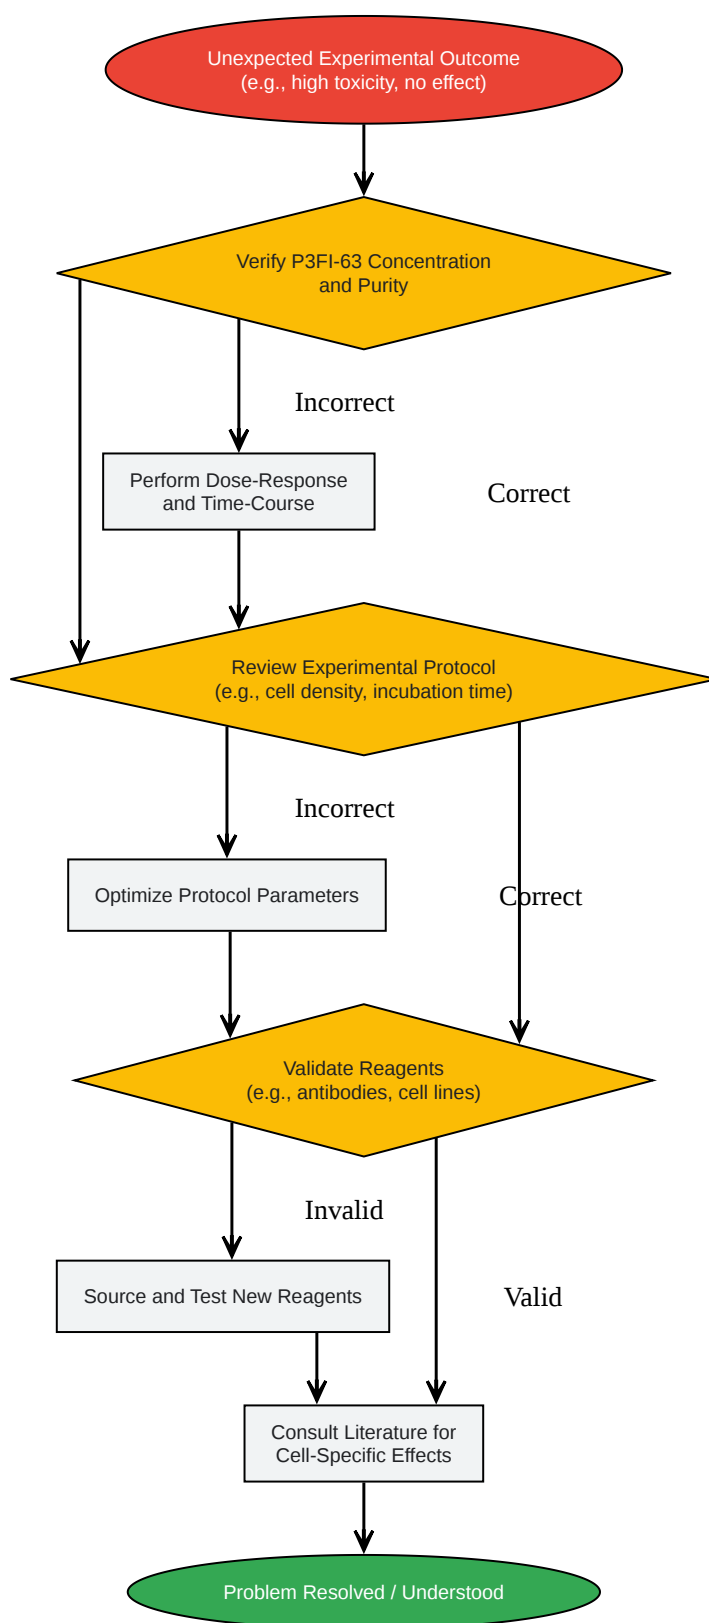 Unexpected Experimental Outcome
(e.g., high toxicity, no effect)
Verify P3FI-63 Concentration
and Purity
Incorrect
Perform Dose-Response
and Time-Course
Correct
Review Experimental Protocol
(e.g., cell density, incubation time)
Incorrect
Optimize Protocol Parameters
Correct
Validate Reagents
(e.g., antibodies, cell lines)
Invalid
Source and Test New Reagents
Valid
Consult Literature for
Cell-Specific Effects
Problem Resolved / Understood